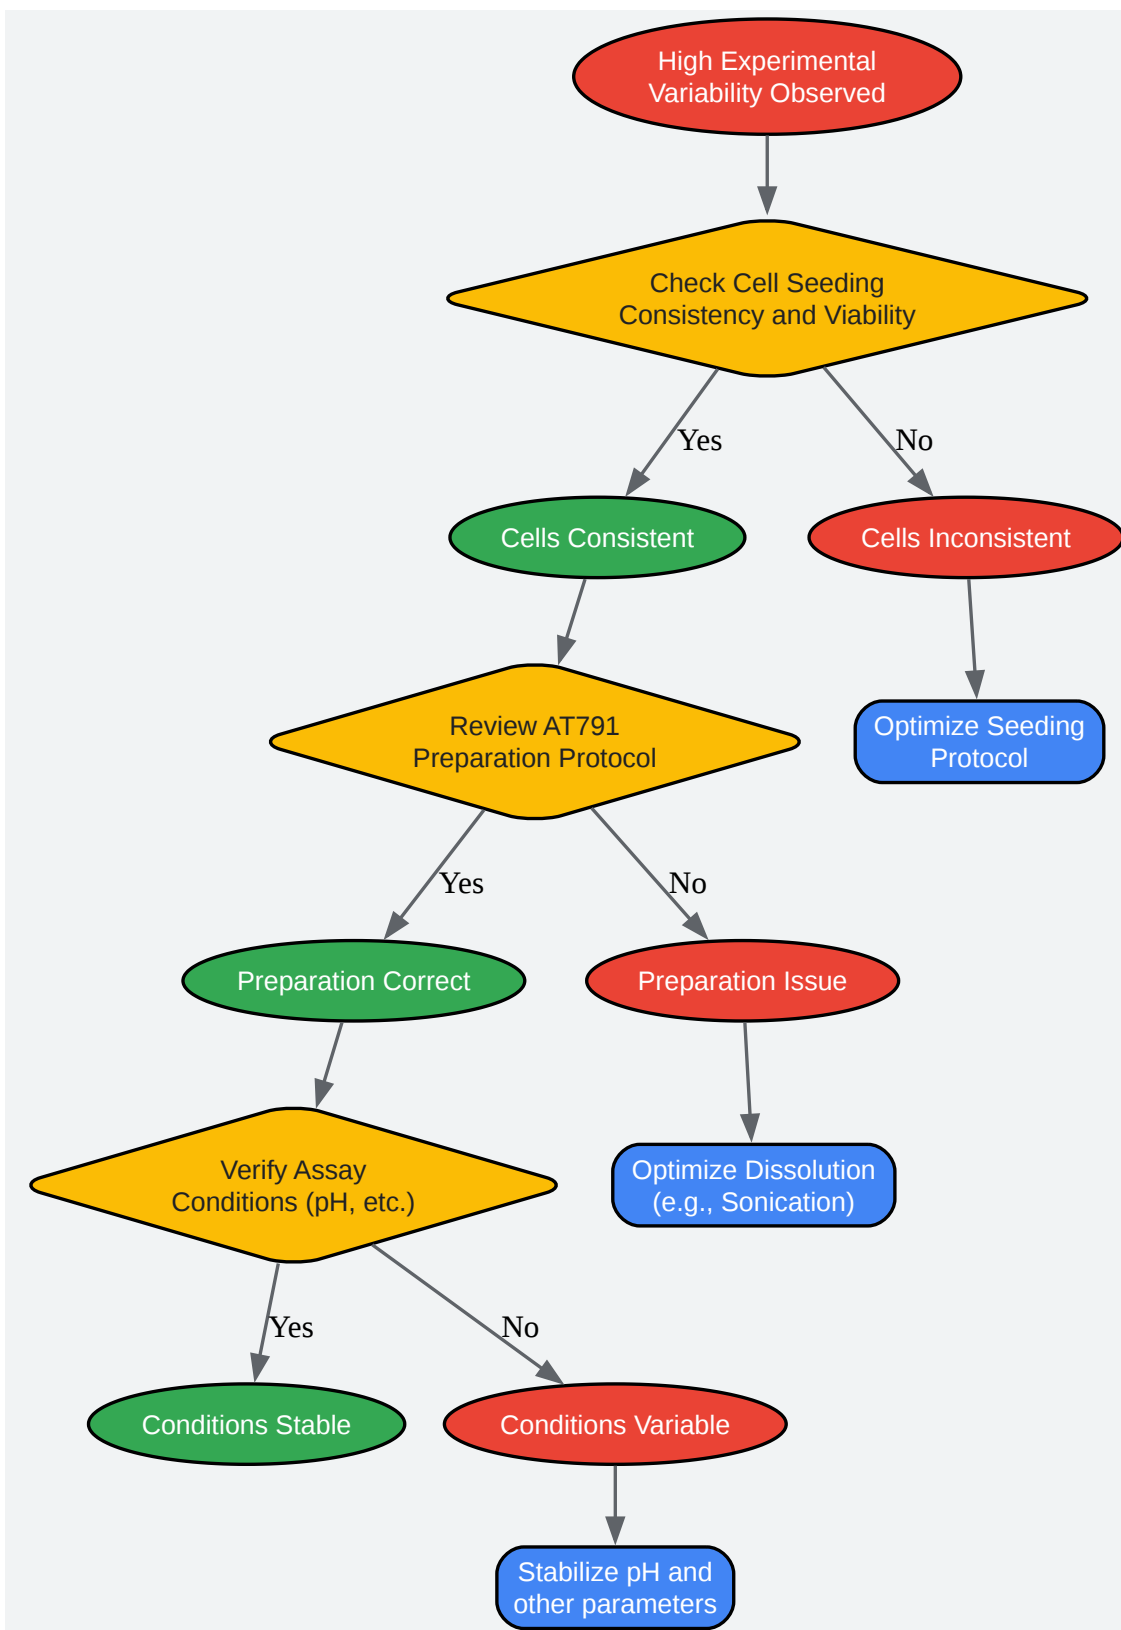 High Experimental
Variability Observed
Check Cell Seeding
Consistency and Viability
Yes
No
Cells Consistent
Cells Inconsistent
Review AT791
Preparation Protocol
Optimize Seeding
Protocol
Yes
No
Preparation Correct
Preparation Issue
Verify Assay
Conditions (pH, etc.)
Optimize Dissolution
(e.g., Sonication)
Yes
No
Conditions Stable
Conditions Variable
Stabilize pH and
other parameters